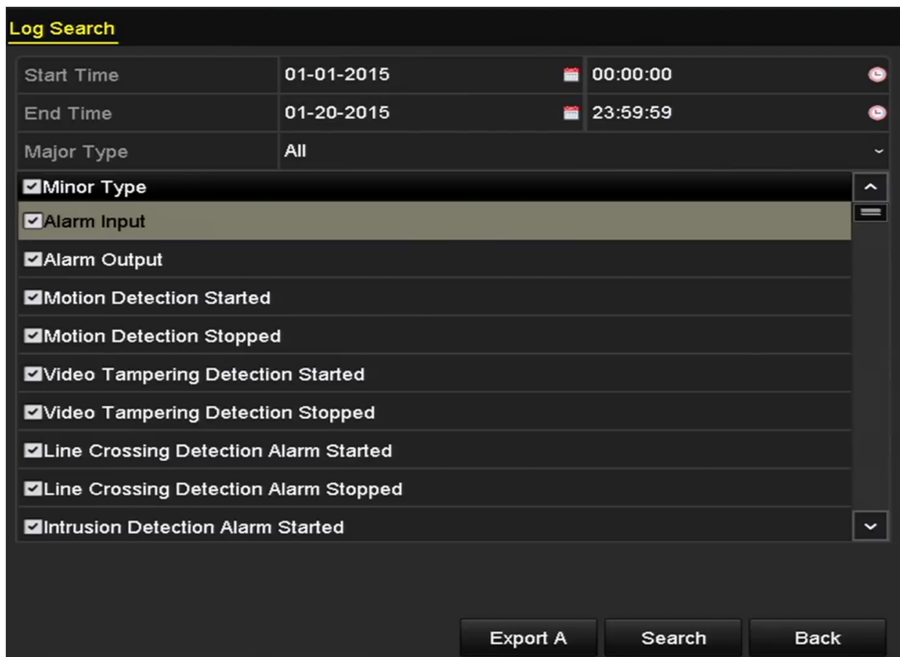 Log Search
Start Time 01-01-2015 00:00:00
End Time 01-20-2015 23:59:59
Major Type All
Minor Type
Alarm Input
Alarm Output
Motion Detection Started
Motion Detection Stopped
Video Tampering Detection Started
Video Tampering Detection Stopped
Line Crossing Detection Alarm Started
Line Crossing Detection Alarm Stopped
Intrusion Detection Alarm Started
Export A Search Back